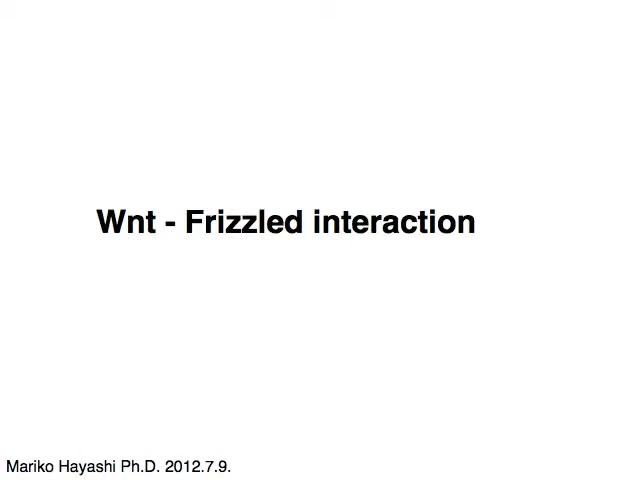 Wnt - Frizzled interaction
Mariko Hayashi Ph.D. 2012.7.9.